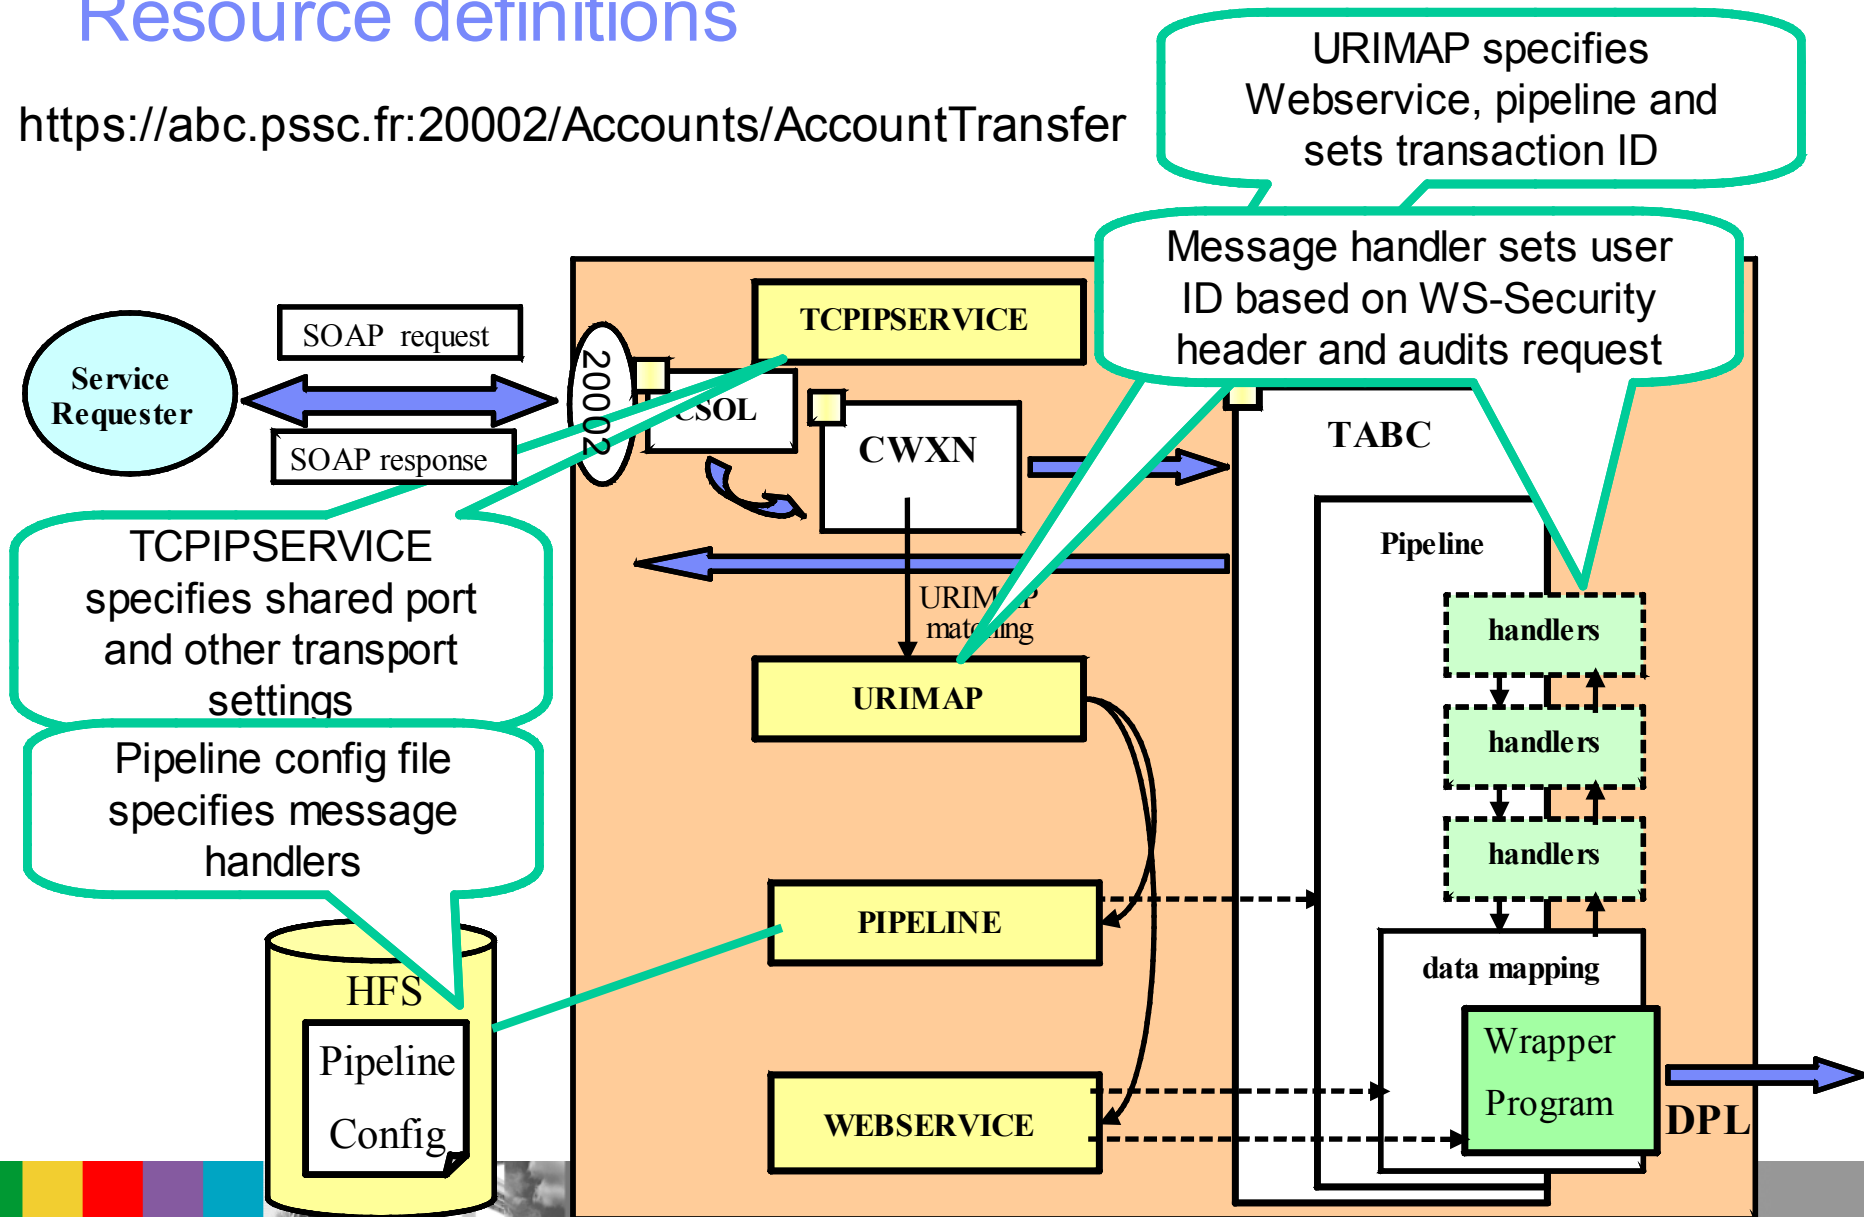 Resource definitions
https://abc.pssc.fr:20002/Accounts/AccountTransfer
URIMAP specifies
Webservice, pipeline and
sets transaction ID
Message handler sets user
ID based on WS-Security
header and audits request
TCPIPSERVICE
SOAP request
Service
Requester
SOAP response
20002
CSOL
CWXN
TABC
Pipeline
TCPIPSERVICE
specifies shared port
and other transport
settings
URIMAP
matching
handlers
URIMAP
handlers
Pipeline config file
specifies message
handlers
handlers
PIPELINE
data mapping
HFS
Pipeline
Config
Wrapper
Program
WEBSERVICE
DPL